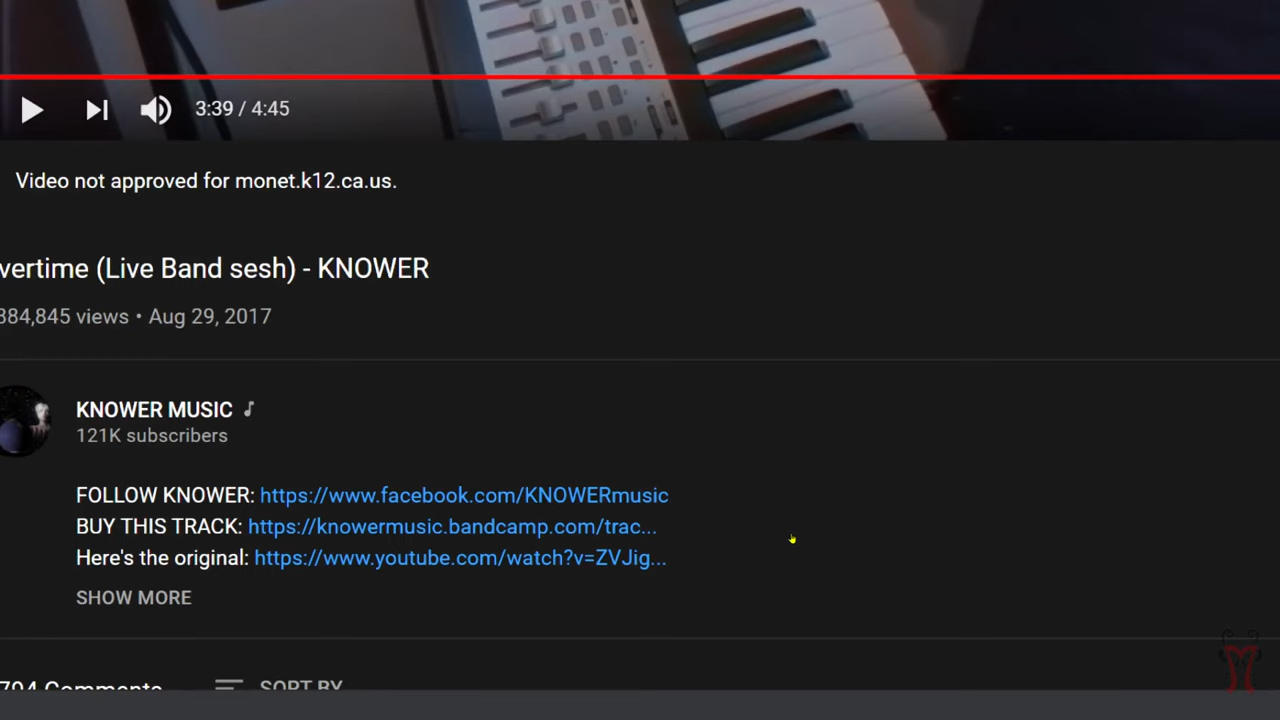 3:39 / 4:45
Video not approved for monet.k12.ca.us.
vertime (Live Band sesh) - KNOWER
384,845 views • Aug 29, 2017
KNOWER MUSIC
121K subscribers
FOLLOW KNOWER: https://www.facebook.com/KNOWERmusic
BUY THIS TRACK: https://knowermusic.bandcamp.com/trac...
Here's the original: https://www.youtube.com/watch?v=ZVJig...
SHOW MORE
794 Comments SORT BY